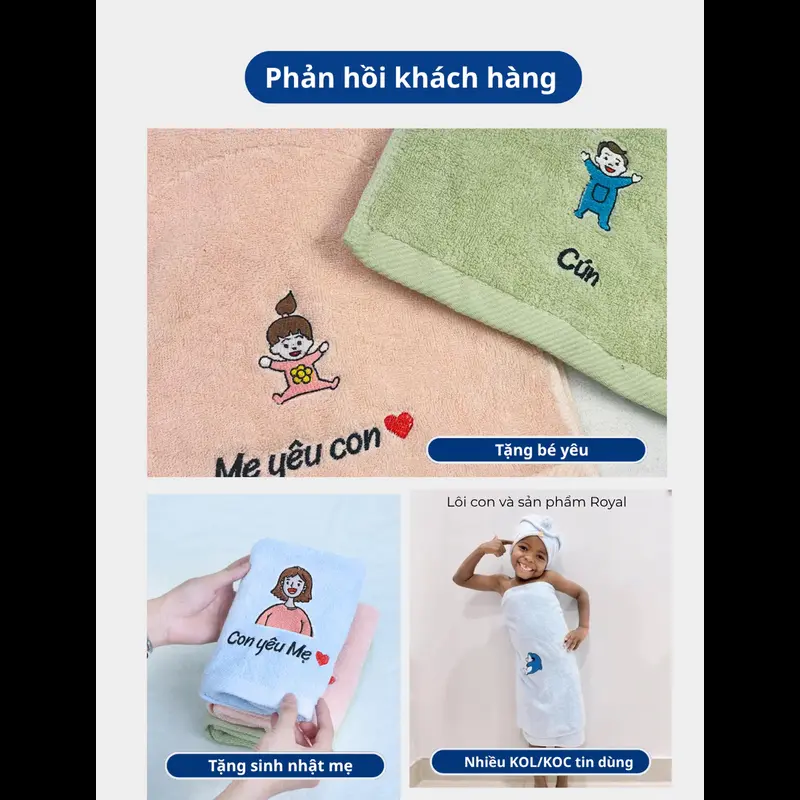 Phản hồi khách hàng
Cún
Mẹ yêu con
Tặng bé yêu
Con yêu Mẹ
Tặng sinh nhật mẹ
Lôi con và sản phẩm Royal
Nhiều KOL/KOC tin dùng